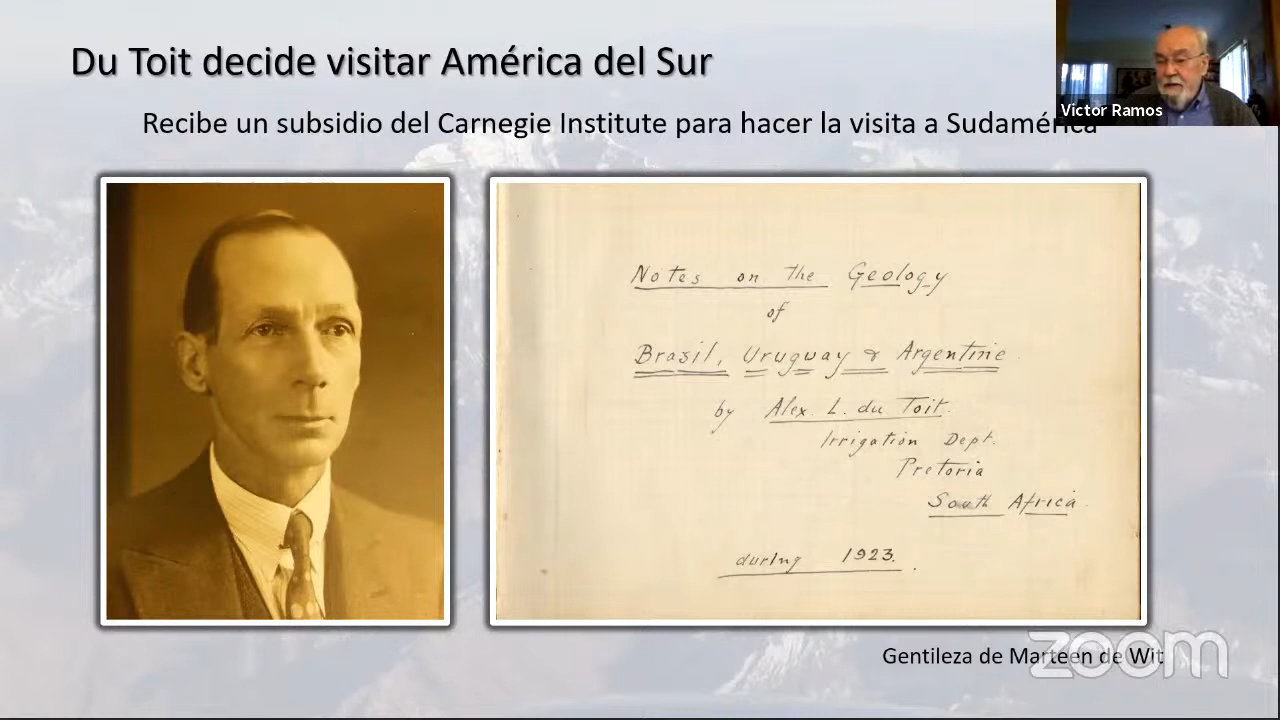 Du Toit decide visitar América del Sur
Victor Ramos
Recibe un subsidio del Carnegie Institute para hacer la visita a Sudamérica
Notes on the Geology
of
Brasil, Uruguay & Argentine
by Alex. L. du Toit.
Irrigation Dept.
Pretoria
South Africa.
during 1923.
Gentileza de Marteen de Wit
zoom